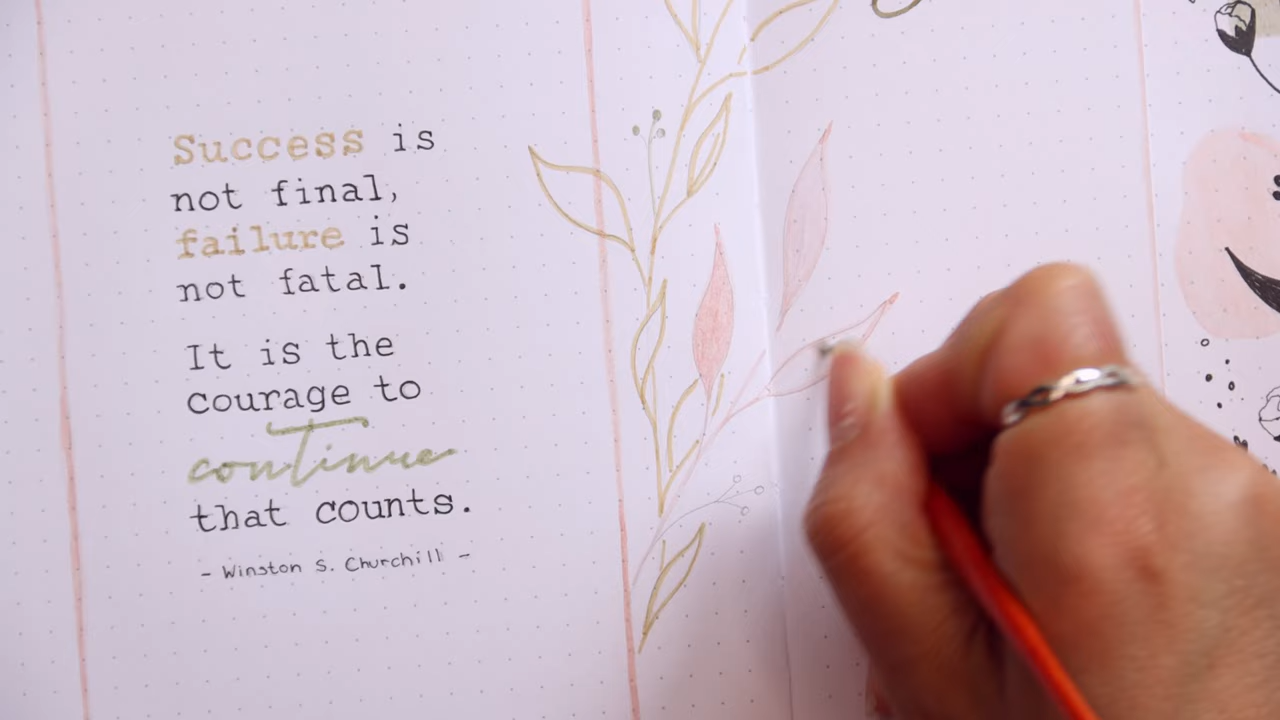 Success is
not final,
failure is
not fatal.
It is the
courage to
continue
that counts.
- Winston S. Churchill -